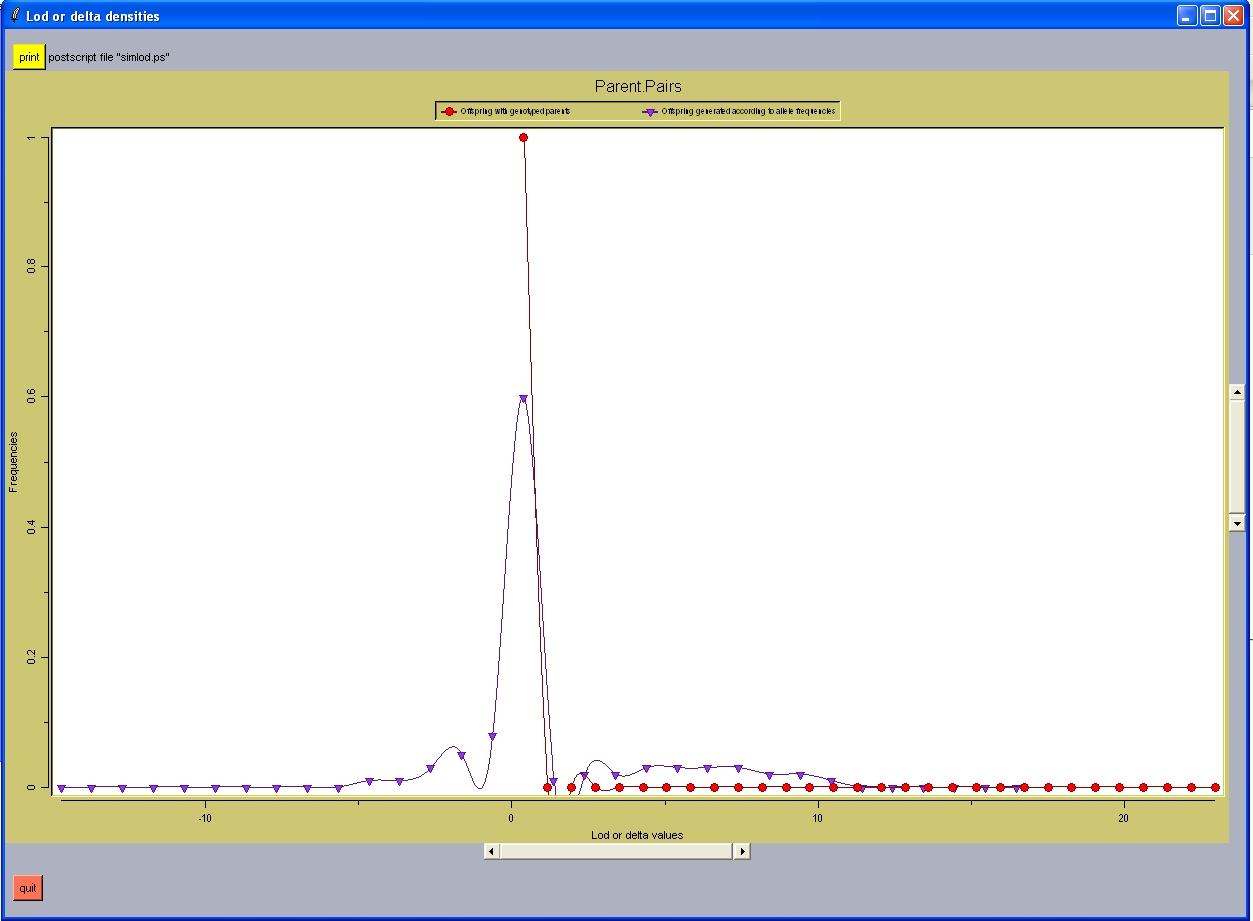 Lod or delta densities
print postscript file "simlod.ps"
Parent.Pairs
Offspring with genotyped parents
Offspring generated according to allele frequencies
1
0.8
0.6
0.4
0.2
0
Frequencies
-10 0 10 20
Lod or delta values
quit